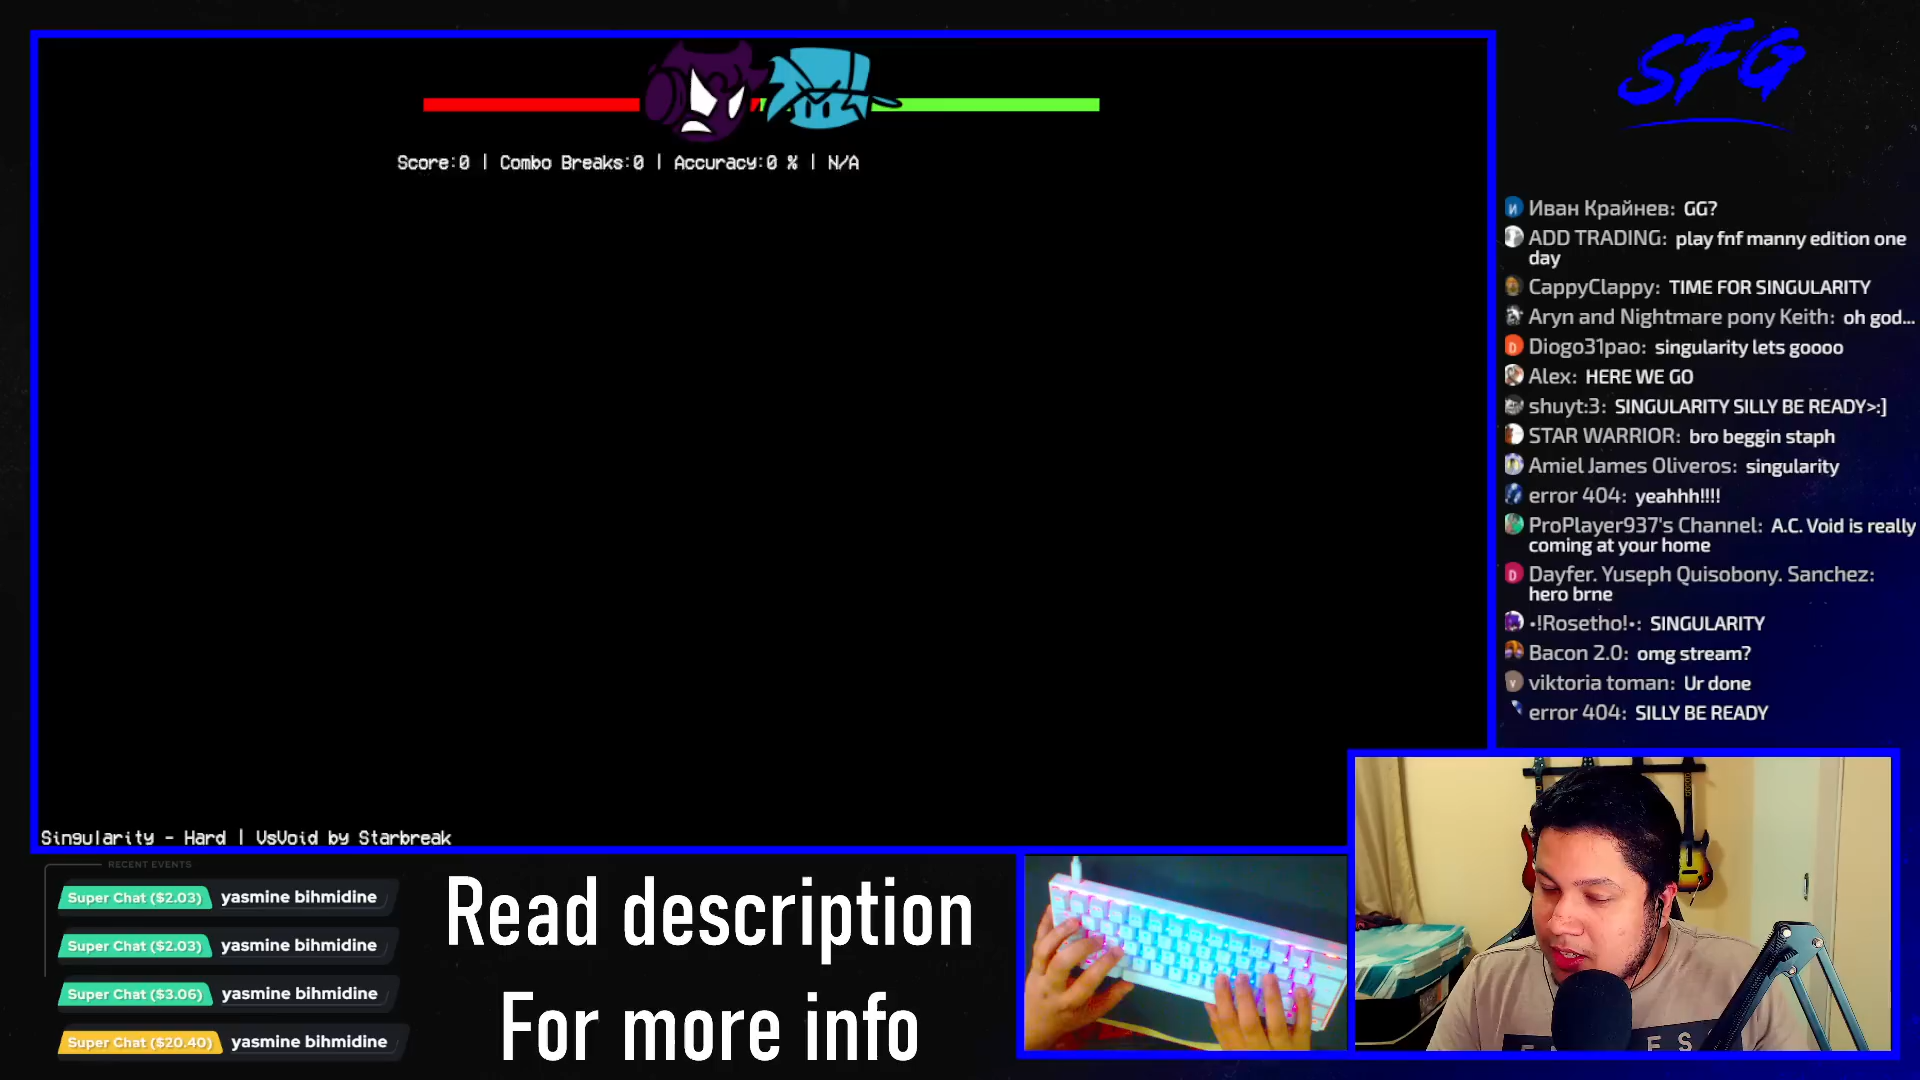 SFG
Score:0 | Combo Breaks:0 | Accuracy:0 % | N/A
Иван Крайнев: GG?
ADD TRADING: play fnf manny edition one
day
CappyClappy: TIME FOR SINGULARITY
Aryn and Nightmare pony Keith: oh god...
Diogo31pao: singularity lets goooo
Alex: HERE WE GO
shuyt:3: SINGULARITY SILLY BE READY>:]
STAR WARRIOR: bro beggin staph
Amiel James Oliveros: singularity
error 404: yeahhh!!!!
ProPlayer937's Channel: A.C. Void is really
coming at your home
Dayfer. Yuseph Quisobony. Sanchez:
hero brne
•!Rosetho!•: SINGULARITY
Bacon 2.0: omg stream?
viktoria toman: Ur done
error 404: SILLY BE READY
Singularity - Hard | VsVoid by Starbreak
RECENT EVENTS
Super Chat ($2.03) yasmine bihmidine
Super Chat ($2.03) yasmine bihmidine
Super Chat ($3.06) yasmine bihmidine
Super Chat ($20.40) yasmine bihmidine
Read description
For more info